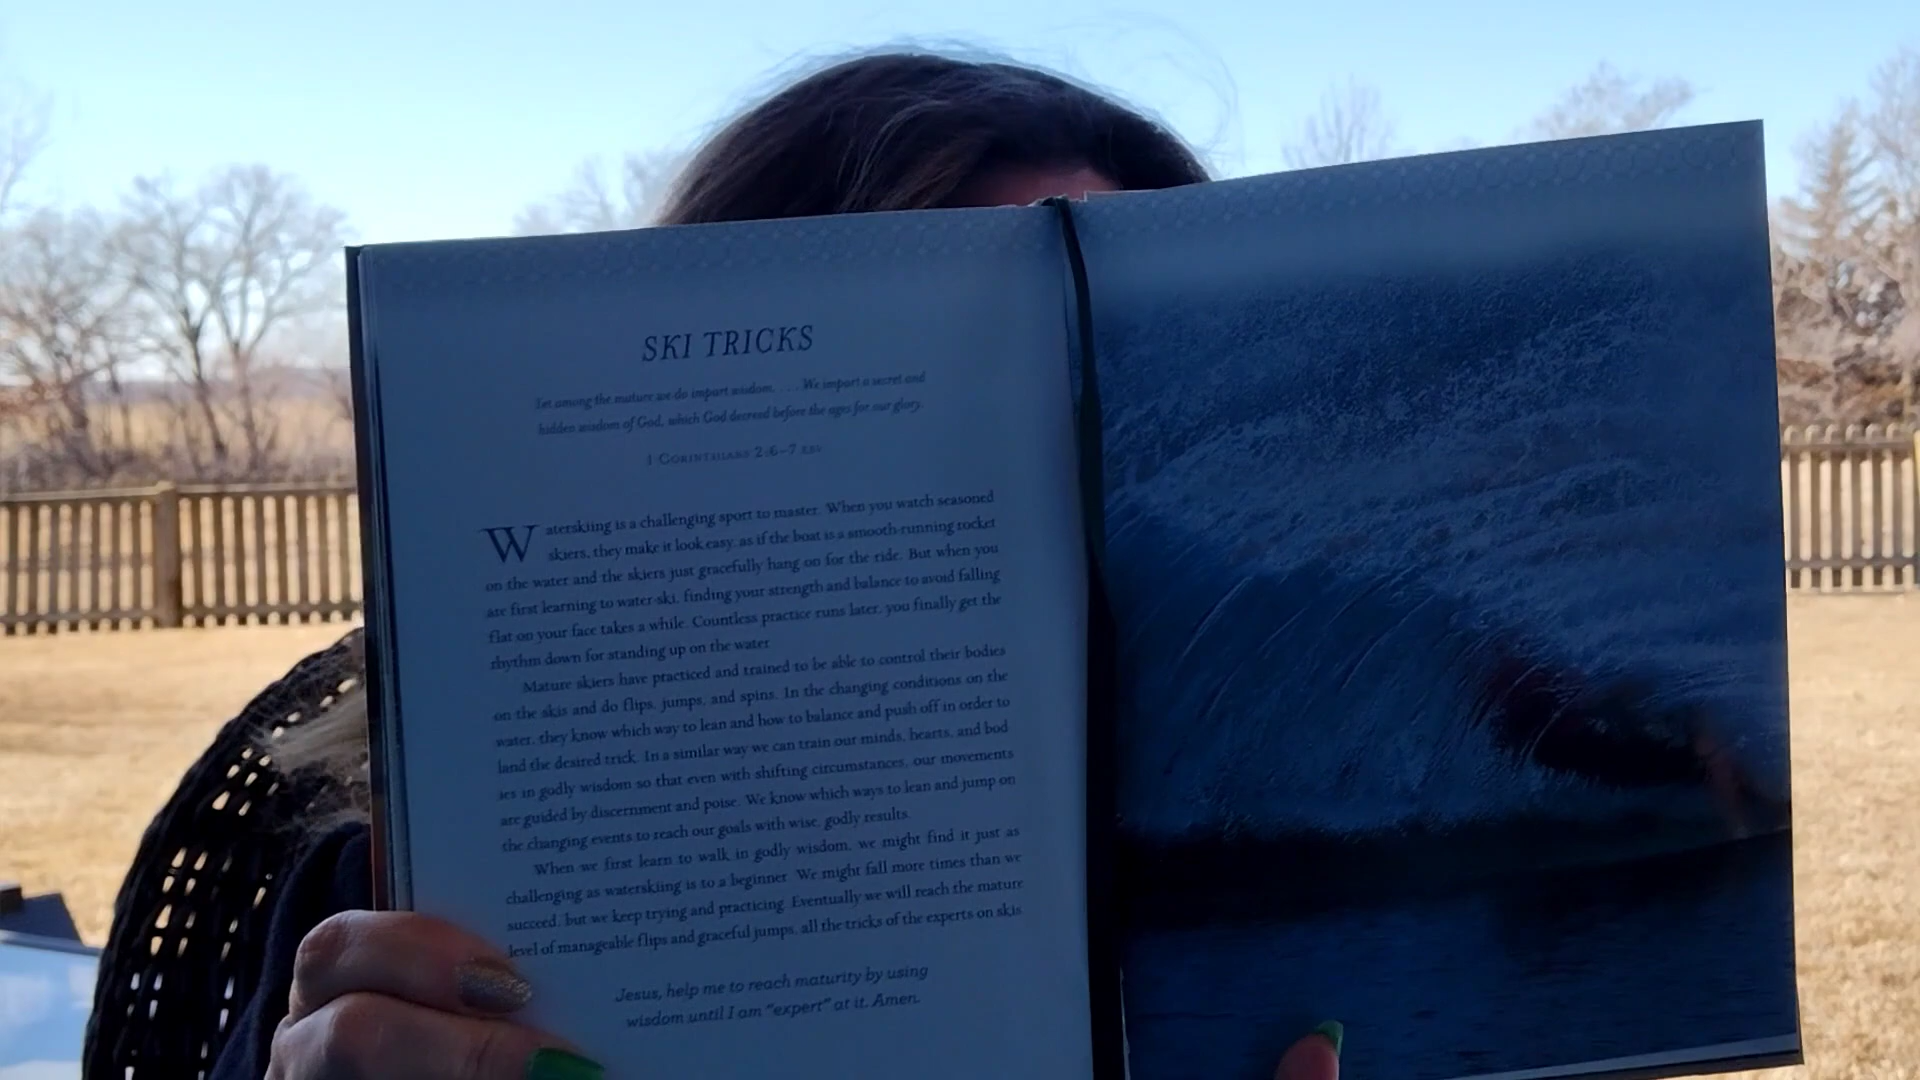 SKI TRICKS
Yet among the mature we do impart wisdom. . . . We impart a secret and
hidden wisdom of God, which God decreed before the ages for our glory.
1 Corinthians 2:6–7 esv
Waterskiing is a challenging sport to master. When you watch seasoned
skiers, they make it look easy, as if the boat is a smooth-running rocket
on the water and the skiers just gracefully hang on for the ride. But when you
are first learning to water-ski, finding your strength and balance to avoid falling
flat on your face takes a while. Countless practice runs later, you finally get the
rhythm down for standing up on the water.
Mature skiers have practiced and trained to be able to control their bodies
on the skis and do flips, jumps, and spins. In the changing conditions on the
water, they know which way to lean and how to balance and push off in order to
land the desired trick. In a similar way we can train our minds, hearts, and bod
ies in godly wisdom so that even with shifting circumstances, our movements
are guided by discernment and poise. We know which ways to lean and jump on
the changing events to reach our goals with wise, godly results.
When we first learn to walk in godly wisdom, we might find it just as
challenging as waterskiing is to a beginner. We might fall more times than we
succeed, but we keep trying and practicing. Eventually we will reach the mature
level of manageable flips and graceful jumps, all the tricks of the experts on skis
Jesus, help me to reach maturity by using
wisdom until I am "expert" at it. Amen.